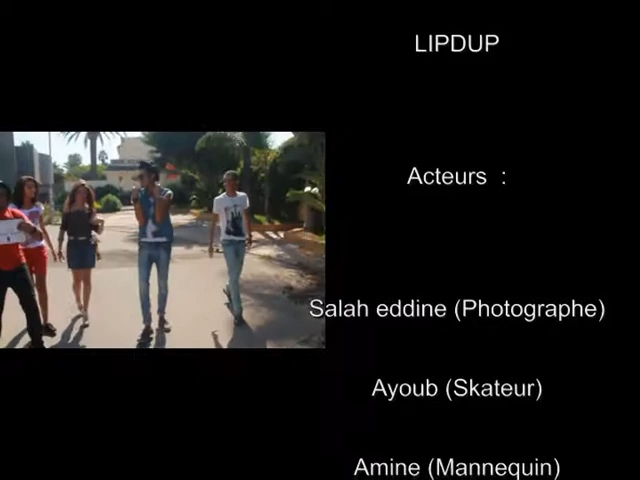 LIPDUP
Acteurs :
Salah eddine (Photographe)
Ayoub (Skateur)
Amine (Mannequin)